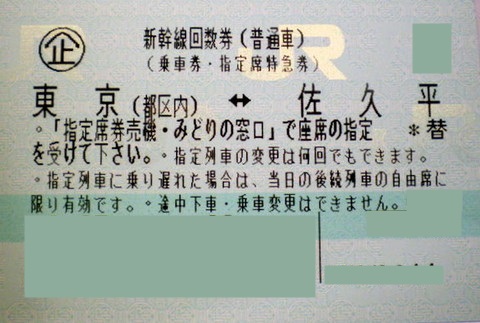 企 新幹線回数券(普通車)
(乗車券・指定席特急券)
東京(都区内) ↔ 佐久平
◦「指定席券売機・みどりの窓口」で座席の指定 *替
を受けて下さい。◦指定列車の変更は何回でもできます。
◦指定列車に乗り遅れた場合は、当日の後続列車の自由席に
限り有効です。◦途中下車・乗車変更はできません。